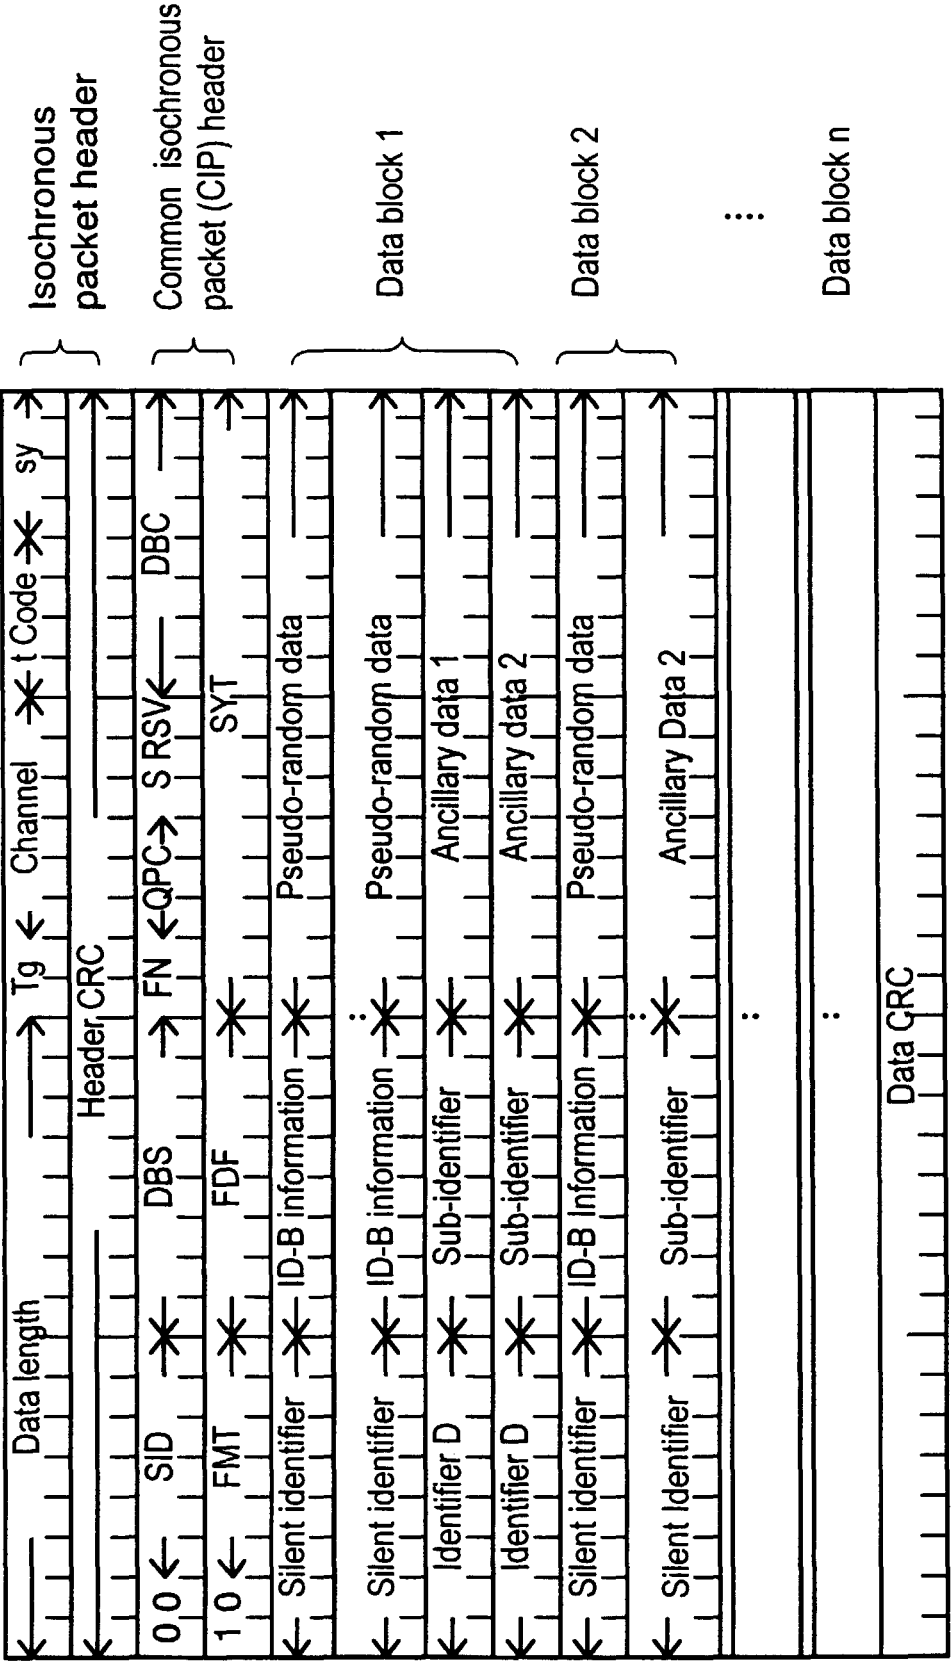 Data length Tg Channel t Code sy
Isochronous
packet header
Header CRC
0 0 SID DBS FN QPC S RSV DBC
Common isochronous
packet (CIP) header
1 0 FMT FDF SYT
Silent identifier ID-B information Pseudo-random data
Silent identifier ID-B information Pseudo-random data
Data block 1
Identifier D Sub-identifier Ancillary data 1
Identifier D Sub-identifier Ancillary data 2
Silent identifier ID-B Information Pseudo-random data
Data block 2
Silent Identifier Sub-identifier Ancillary Data 2
Data block n
Data CRC